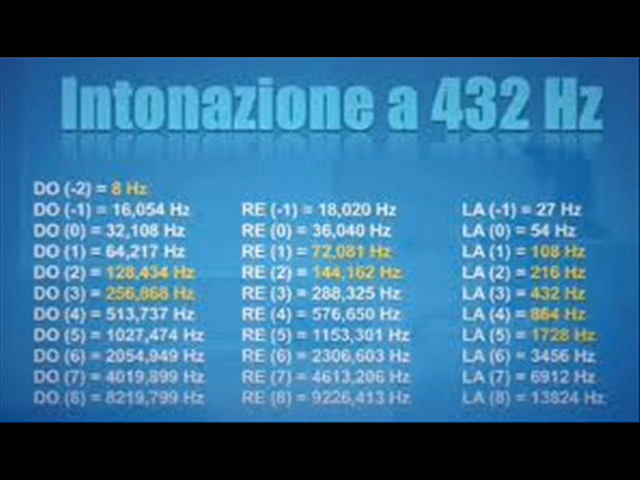 Intonazione a 432 Hz
DO (-2) = 8 Hz
DO (-1) = 16,054 Hz RE (-1) = 18,020 Hz LA (-1) = 27 Hz
DO (0) = 32,108 Hz RE (0) = 36,040 Hz LA (0) = 54 Hz
DO (1) = 64,217 Hz RE (1) = 72,081 Hz LA (1) = 108 Hz
DO (2) = 128,434 Hz RE (2) = 144,162 Hz LA (2) = 216 Hz
DO (3) = 256,868 Hz RE (3) = 288,325 Hz LA (3) = 432 Hz
DO (4) = 513,737 Hz RE (4) = 576,650 Hz LA (4) = 864 Hz
DO (5) = 1027,474 Hz RE (5) = 1153,301 Hz LA (5) = 1728 Hz
DO (6) = 2054,949 Hz RE (6) = 2306,603 Hz LA (6) = 3456 Hz
DO (7) = 4019,899 Hz RE (7) = 4613,206 Hz LA (7) = 6912 Hz
DO (8) = 8219,799 Hz RE (8) = 9226,413 Hz LA (8) = 13824 Hz